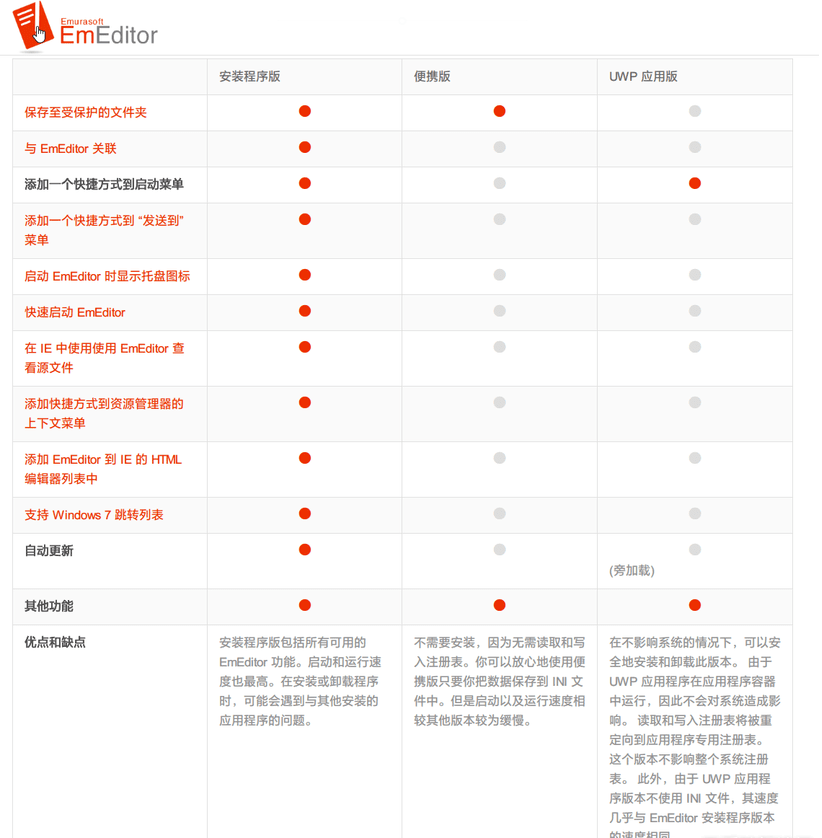 Emurasoft
EmEditor
安装程序版 便携版 UWP 应用版
保存至受保护的文件夹
与 EmEditor 关联
添加一个快捷方式到启动菜单
添加一个快捷方式到 “发送到”
菜单
启动 EmEditor 时显示托盘图标
快速启动 EmEditor
在 IE 中使用使用 EmEditor 查
看源文件
添加快捷方式到资源管理器的
上下文菜单
添加 EmEditor 到 IE 的 HTML
编辑器列表中
支持 Windows 7 跳转列表
自动更新
(旁加载)
其他功能
优点和缺点
安装程序版包括所有可用的
EmEditor 功能。启动和运行速
度也最高。在安装或卸载程序
时，可能会遇到与其他安装的
应用程序的问题。
不需要安装，因为无需读取和写
入注册表。你可以放心地使用便
携版只要你把数据保存到 INI 文
件中。但是启动以及运行速度相
较其他版本较为缓慢。
在不影响系统的情况下，可以安
全地安装和卸载此版本。 由于
UWP 应用程序在应用程序容器
中运行，因此不会对系统造成影
响。 读取和写入注册表将被重
定向到应用程序专用注册表。
这个版本不影响整个系统注册
表。 此外，由于 UWP 应用程
序版本不使用 INI 文件，其速度
几乎与 EmEditor 安装程序版本
的速度相同